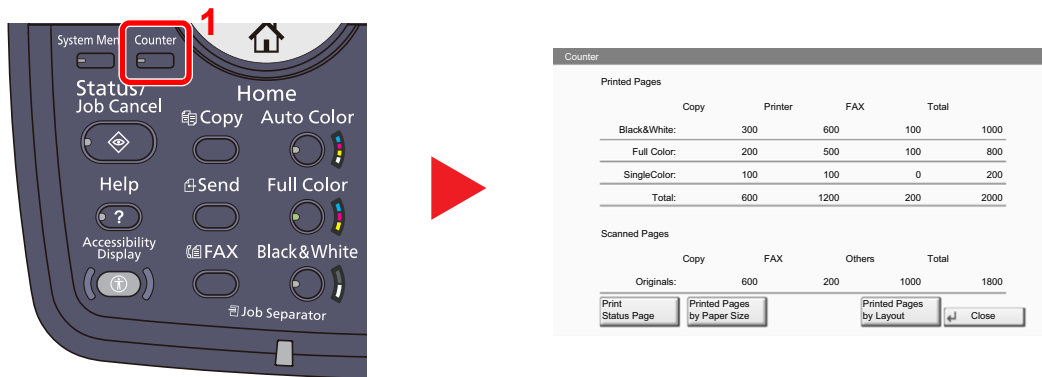 1
System Men
Counter
Status/
Job Cancel
Home
Copy
Auto Color
Help
Send
Full Color
?
Accessibility
Display
FAX
Black&White
Job Separator
Counter
Printed Pages
Copy Printer FAX Total
Black&White: 300 600 100 1000
Full Color: 200 500 100 800
SingleColor: 100 100 0 200
Total: 600 1200 200 2000
Scanned Pages
Copy FAX Others Total
Originals: 600 200 1000 1800
Print
Status Page
Printed Pages
by Paper Size
Printed Pages
by Layout
Close